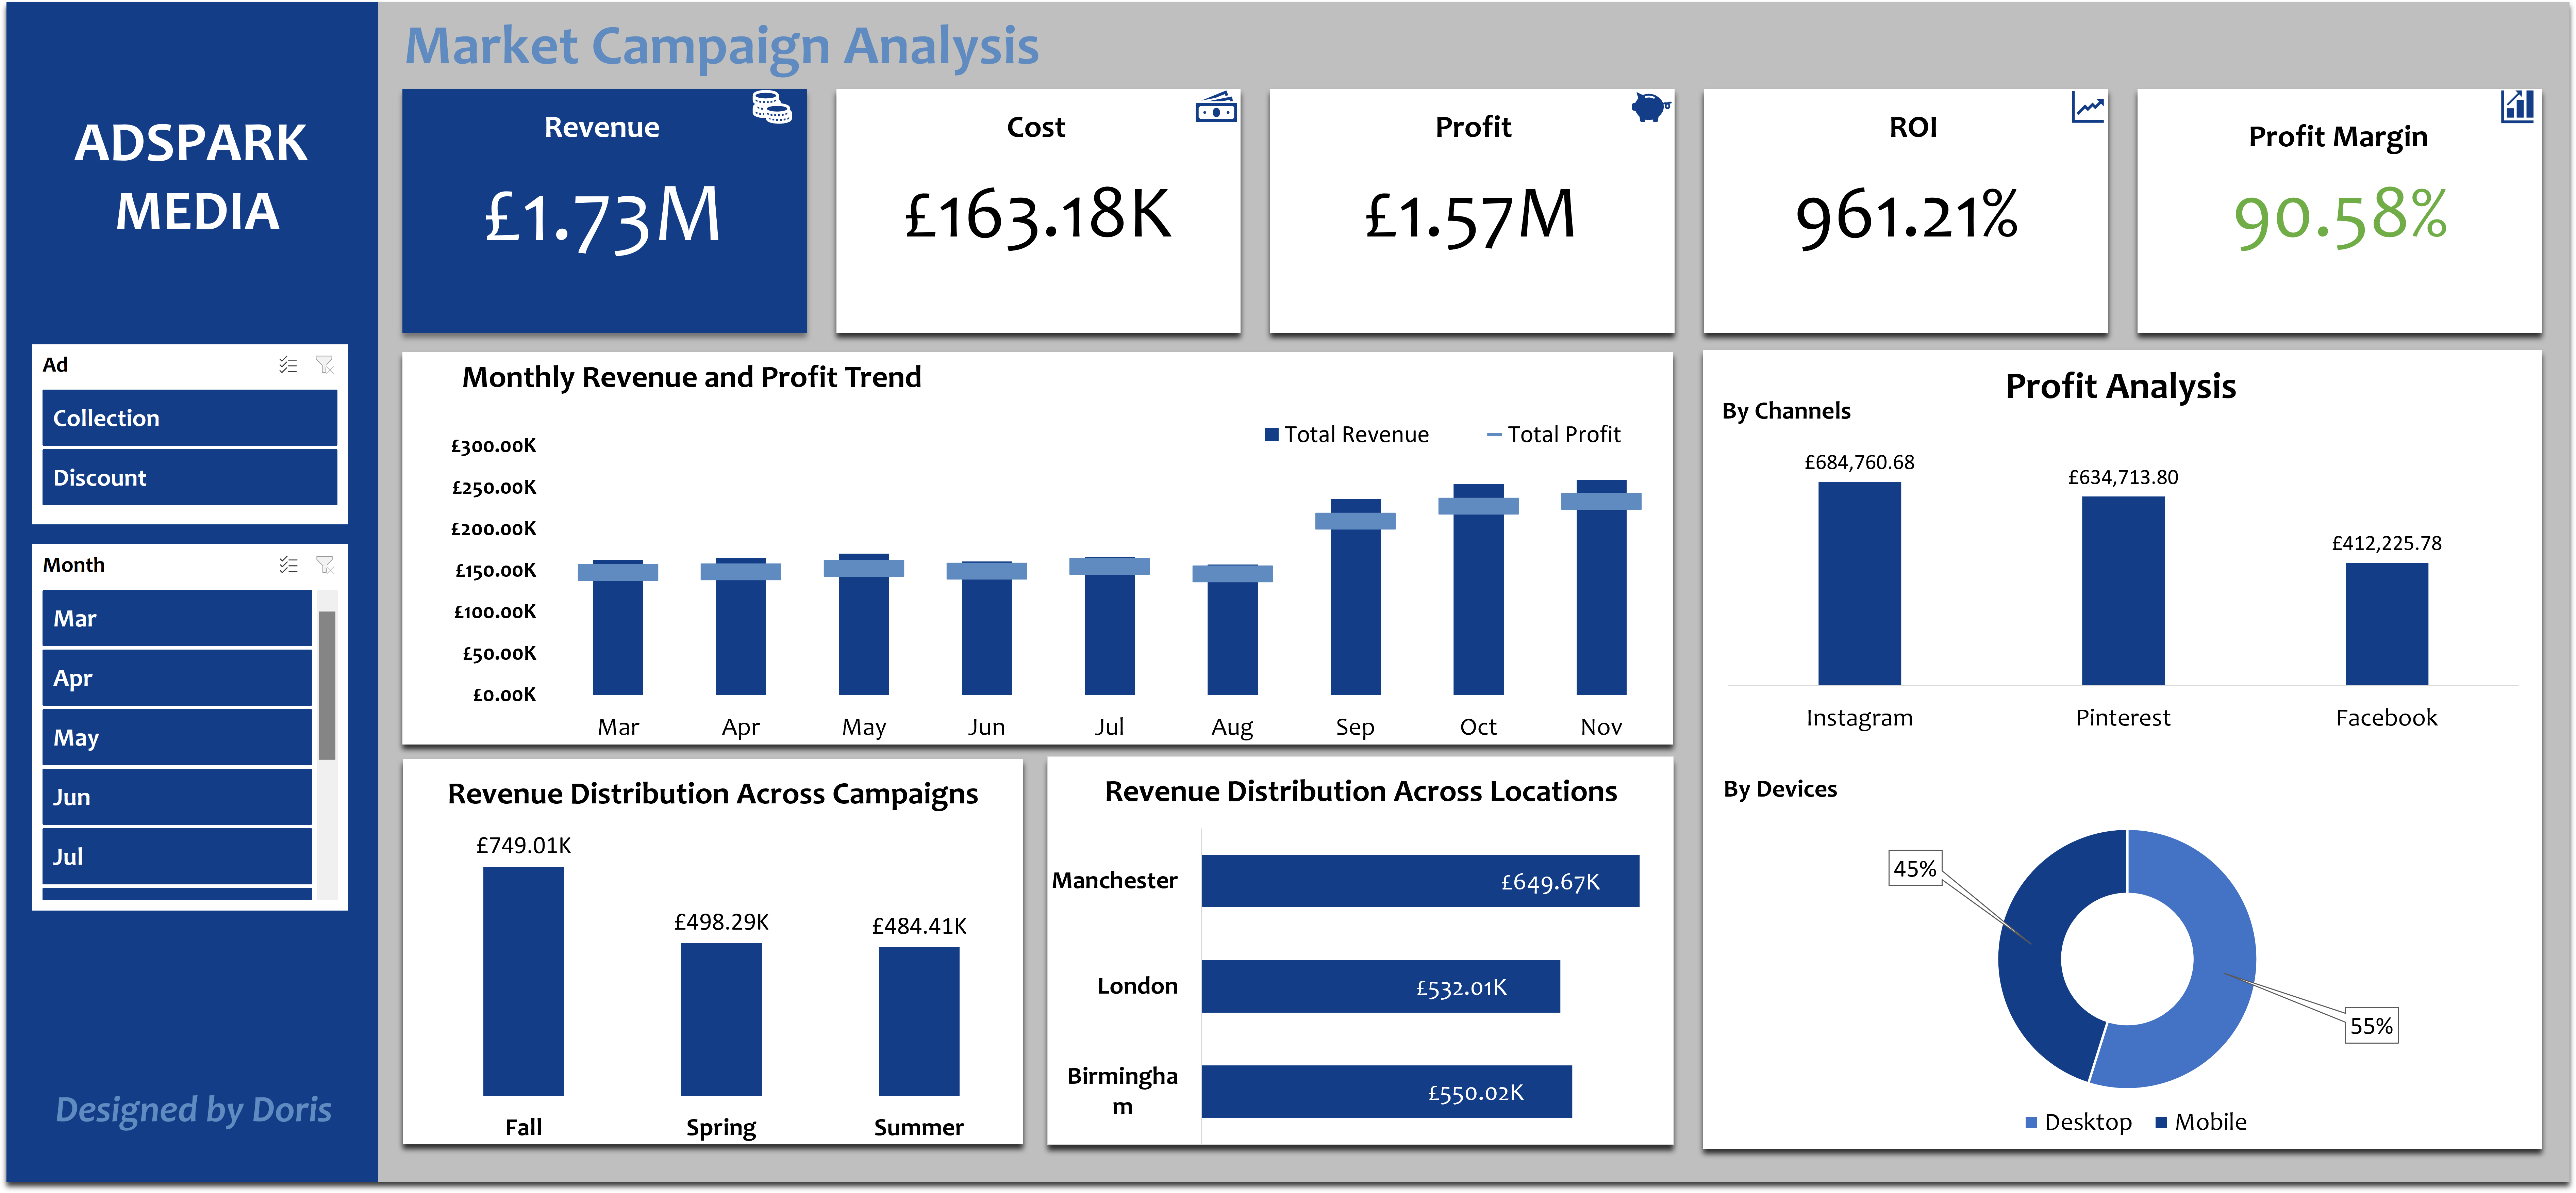 Market Campaign Analysis
ADSPARK
MEDIA
Revenue
£1.73M
Cost
£163.18K
Profit
£1.57M
ROI
961.21%
Profit Margin
90.58%
Ad
Collection
Discount
Month
Mar
Apr
May
Jun
Jul
Designed by Doris
Monthly Revenue and Profit Trend
Total Revenue
Total Profit
£300.00K
£250.00K
£200.00K
£150.00K
£100.00K
£50.00K
£0.00K
Mar
Apr
May
Jun
Jul
Aug
Sep
Oct
Nov
Profit Analysis
By Channels
£684,760.68
£634,713.80
£412,225.78
Instagram
Pinterest
Facebook
By Devices
45%
55%
Desktop
Mobile
Revenue Distribution Across Campaigns
£749.01K
£498.29K
£484.41K
Fall
Spring
Summer
Revenue Distribution Across Locations
Manchester
£649.67K
London
£532.01K
Birmingha
m
£550.02K